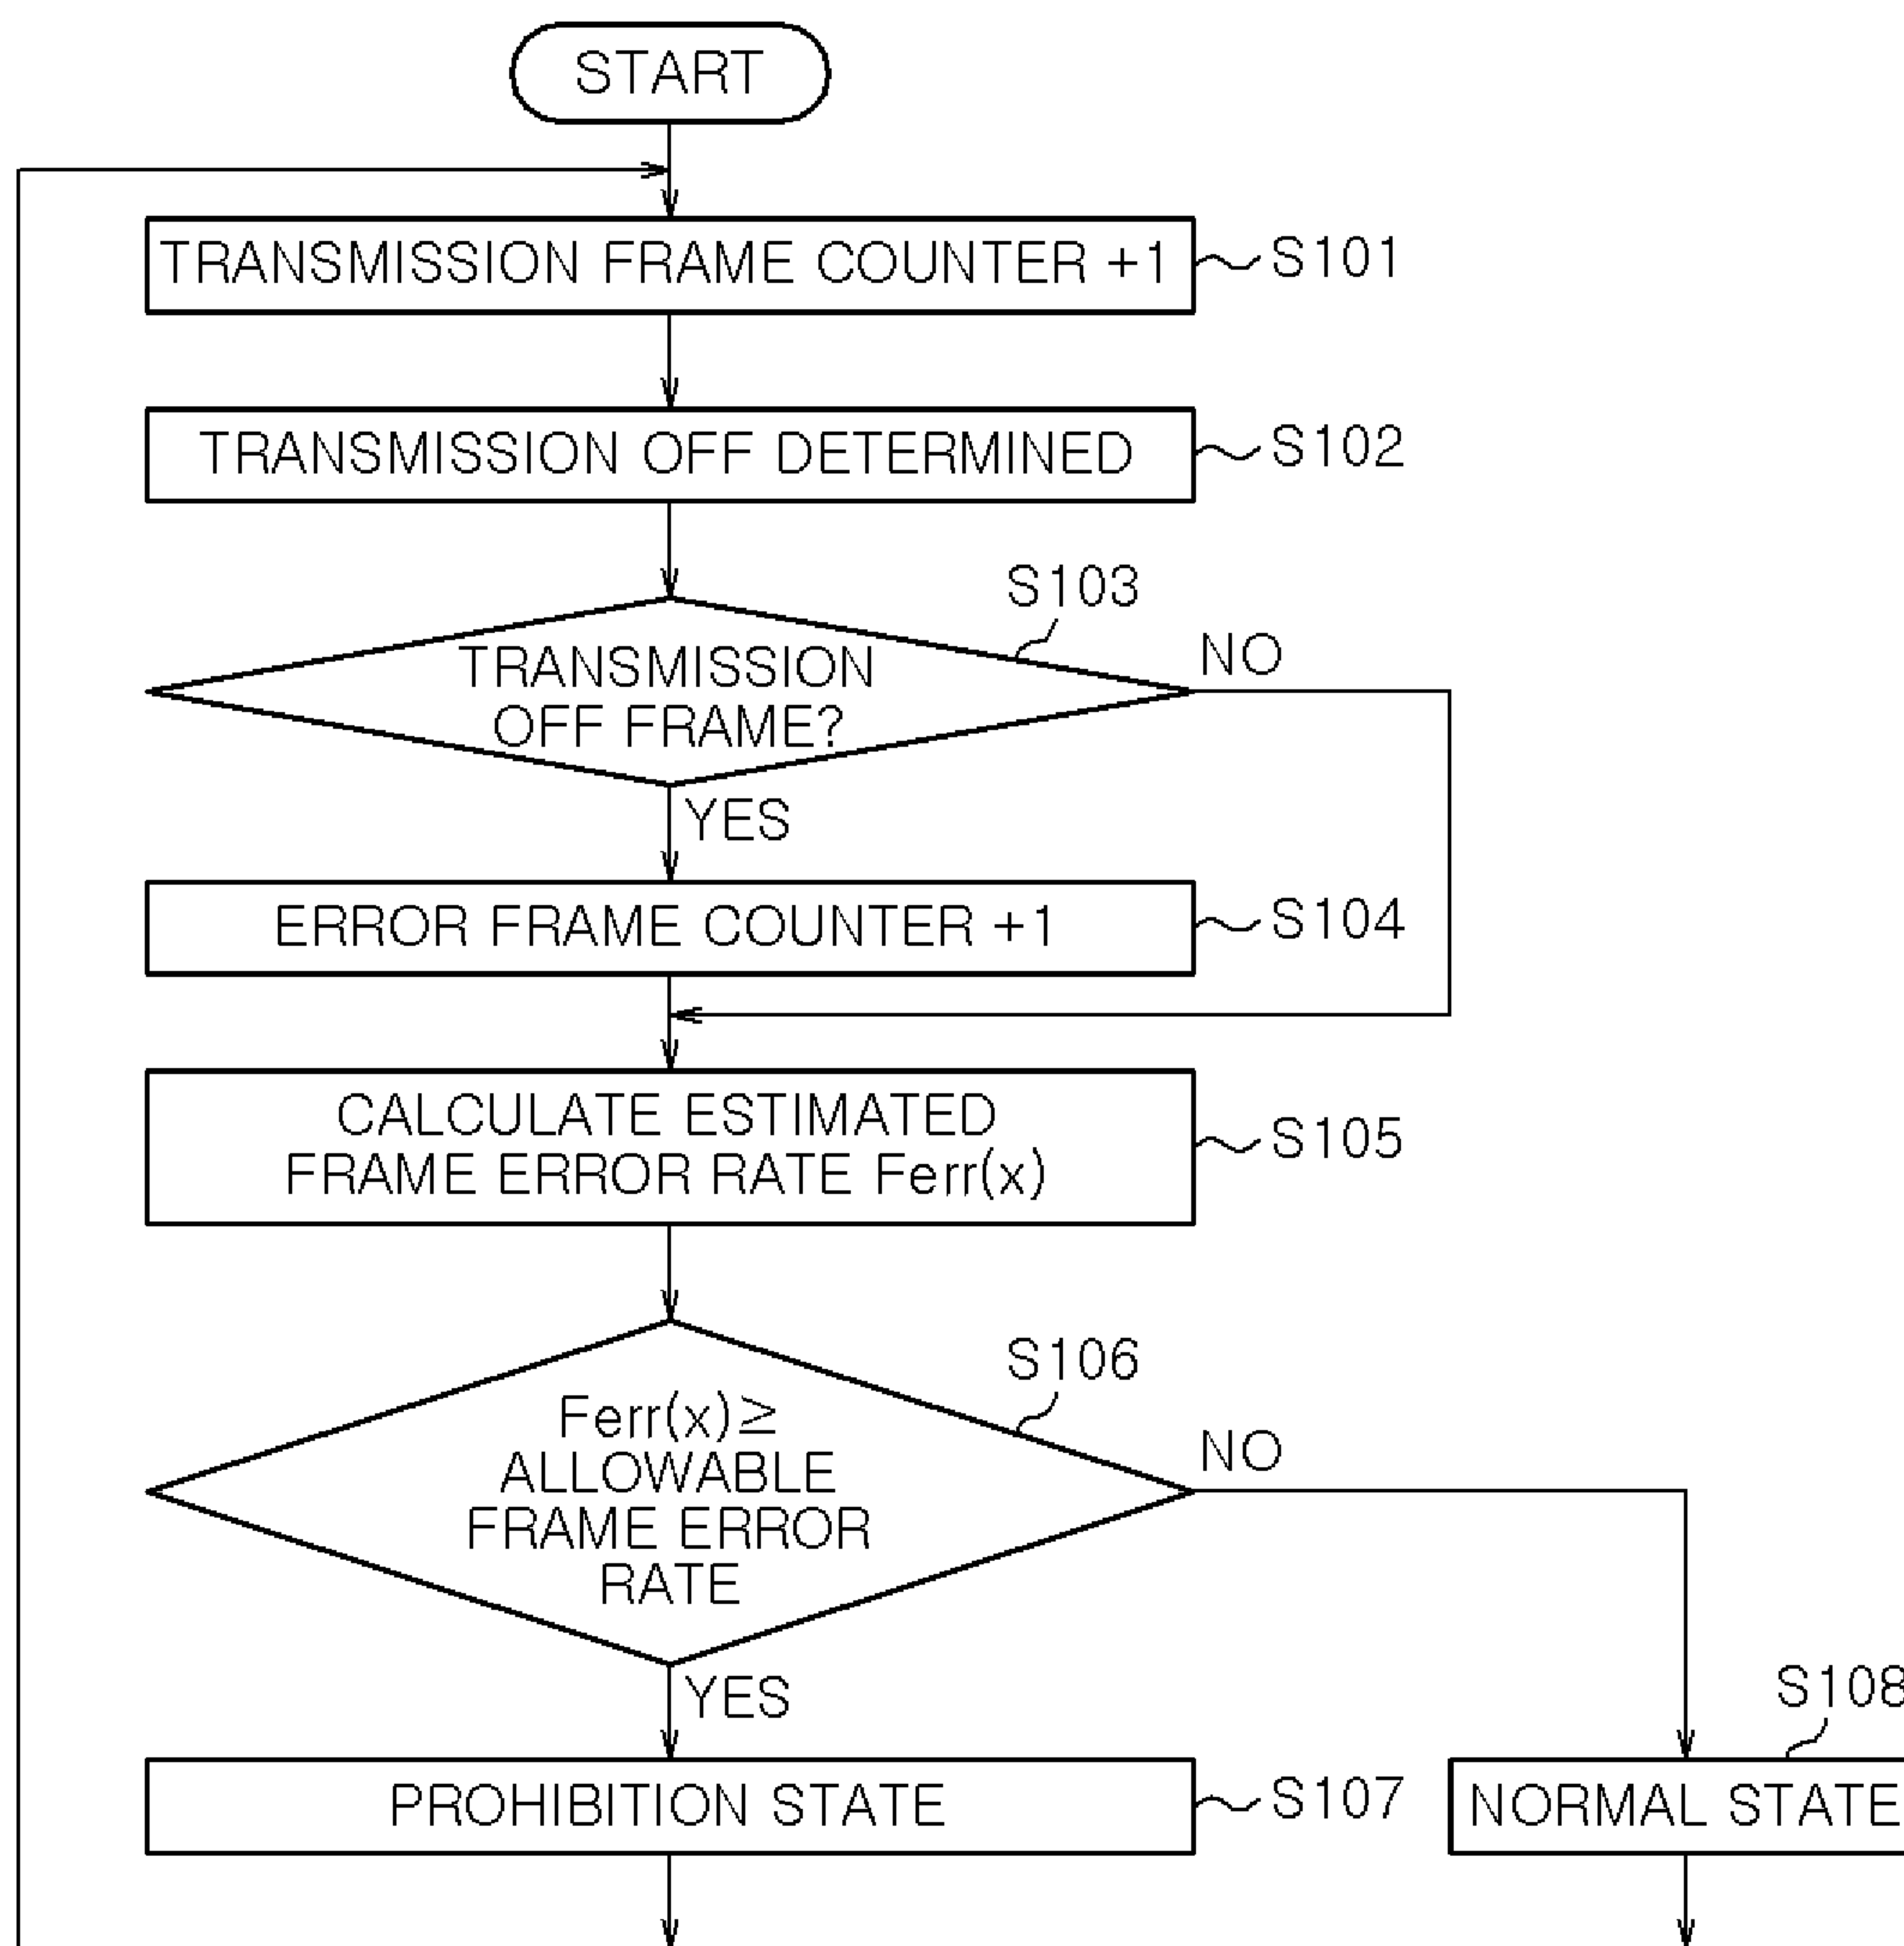 START
TRANSMISSION FRAME COUNTER +1
S101
TRANSMISSION OFF DETERMINED
S102
S103
TRANSMISSION
OFF FRAME?
NO
YES
ERROR FRAME COUNTER +1
S104
CALCULATE ESTIMATED
FRAME ERROR RATE Ferr(x)
S105
S106
Ferr(x)≥
ALLOWABLE
FRAME ERROR
RATE
NO
YES
S108
PROHIBITION STATE
S107
NORMAL STATE